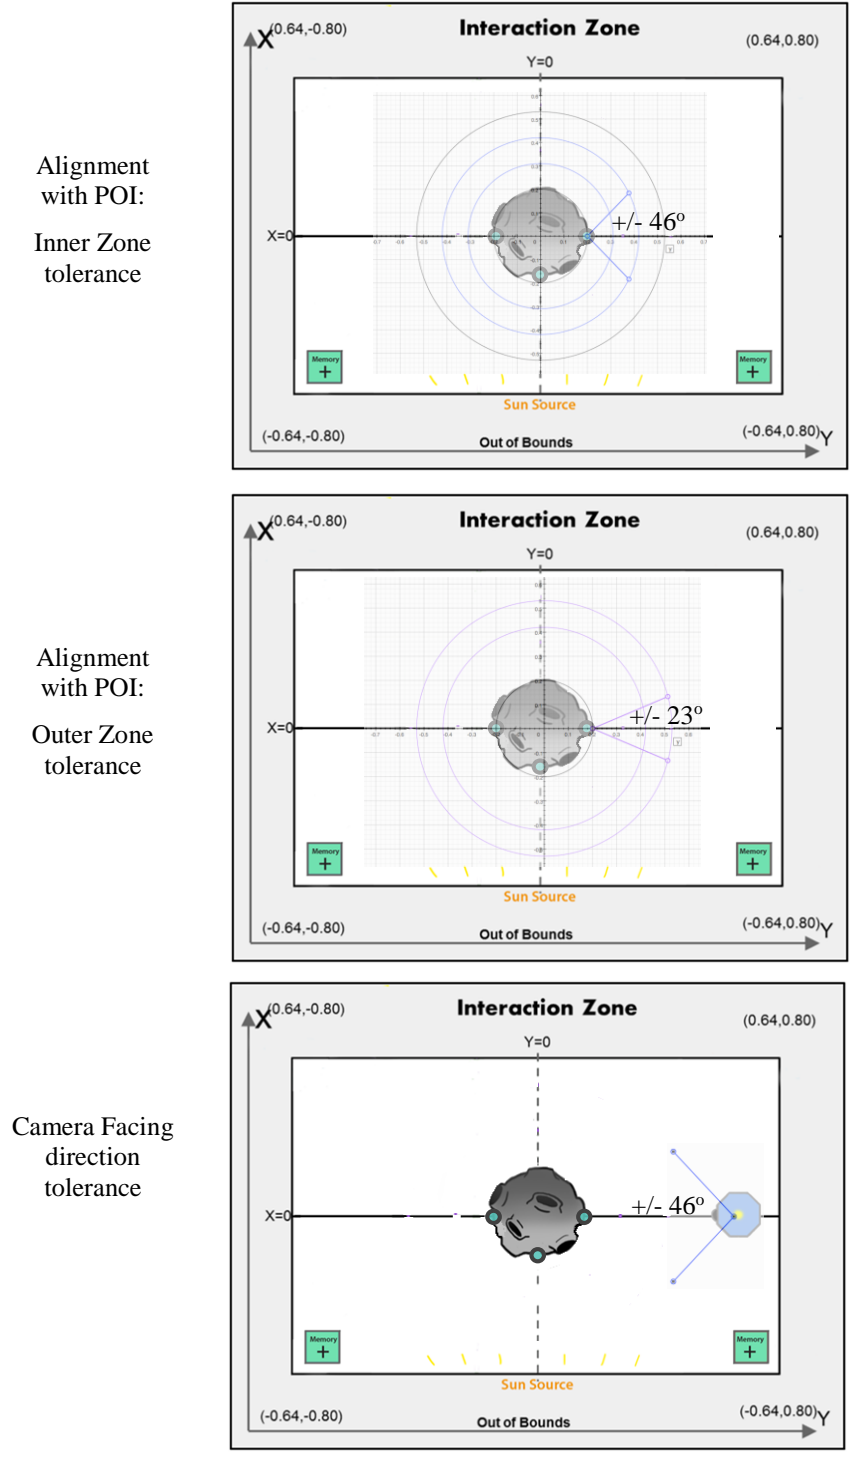 Alignment
with POI:
Inner Zone
tolerance
Interaction Zone
X
(0.64,-0.80)
(0.64,0.80)
Y=0
X=0
+/- 46º
Memory
+
Memory
+
Sun Source
(-0.64,-0.80)
(-0.64,0.80)
Y
Out of Bounds
Alignment
with POI:
Outer Zone
tolerance
Interaction Zone
X
(0.64,-0.80)
(0.64,0.80)
Y=0
X=0
+/- 23º
Memory
+
Memory
+
Sun Source
(-0.64,-0.80)
(-0.64,0.80)
Y
Out of Bounds
Camera Facing
direction
tolerance
Interaction Zone
X
(0.64,-0.80)
(0.64,0.80)
Y=0
X=0
+/- 46º
Memory
+
Memory
+
Sun Source
(-0.64,-0.80)
(-0.64,0.80)
Y
Out of Bounds